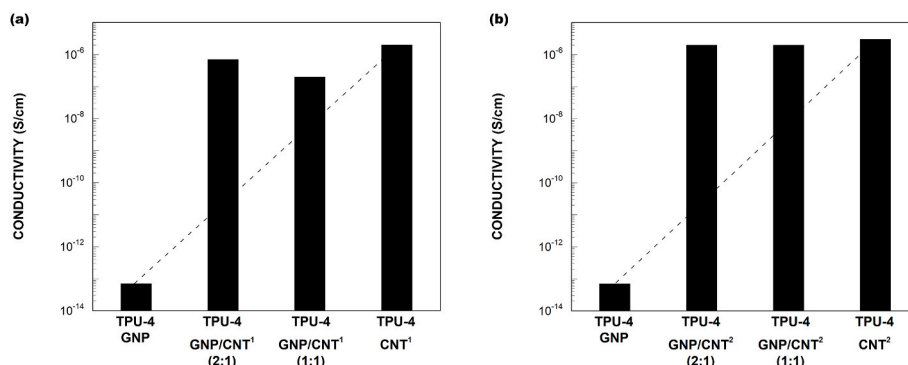 (a)
CONDUCTIVITY (S/cm)
10⁻⁶
10⁻⁸
10⁻¹⁰
10⁻¹²
10⁻¹⁴
TPU-4
GNP
TPU-4
GNP/CNT¹
(2:1)
TPU-4
GNP/CNT¹
(1:1)
TPU-4
CNT¹
(b)
CONDUCTIVITY (S/cm)
10⁻⁶
10⁻⁸
10⁻¹⁰
10⁻¹²
10⁻¹⁴
TPU-4
GNP
TPU-4
GNP/CNT²
(2:1)
TPU-4
GNP/CNT²
(1:1)
TPU-4
CNT²